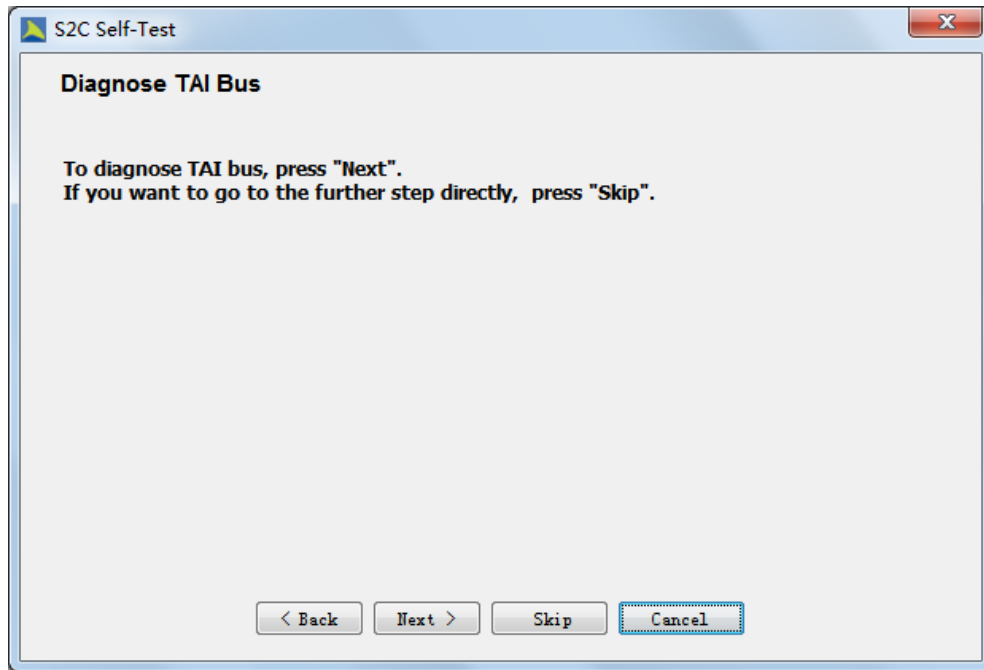 S2C Self-Test
Diagnose TAI Bus
To diagnose TAI bus, press "Next".
If you want to go to the further step directly,  press "Skip".
< Back
Next >
Skip
Cancel